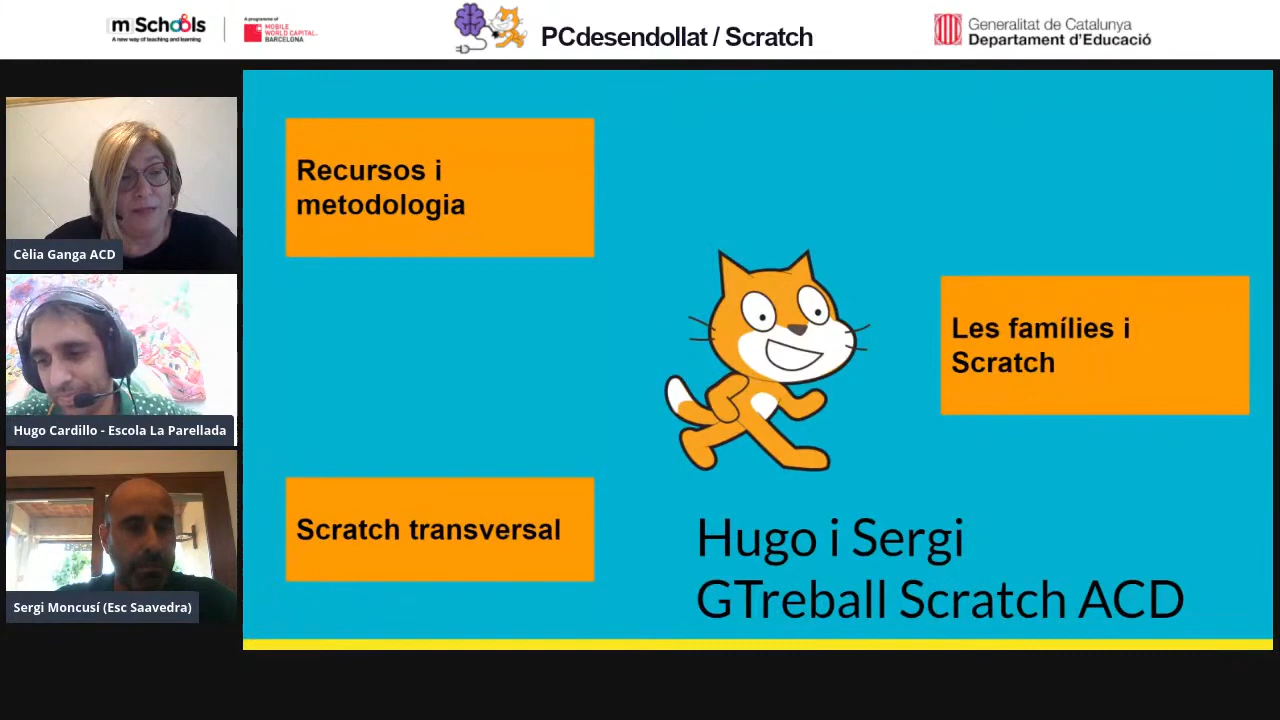 mSchools
A new way of teaching and learning
A programme of
MOBILE
WORLD CAPITAL
BARCELONA
PCdesendollat / Scratch
Generalitat de Catalunya
Departament d'Educació
Cèlia Ganga ACD
Hugo Cardillo - Escola La Parellada
Sergi Moncusí (Esc Saavedra)
Recursos i
metodologia
Les famílies i
Scratch
Scratch transversal
Hugo i Sergi
GTreball Scratch ACD